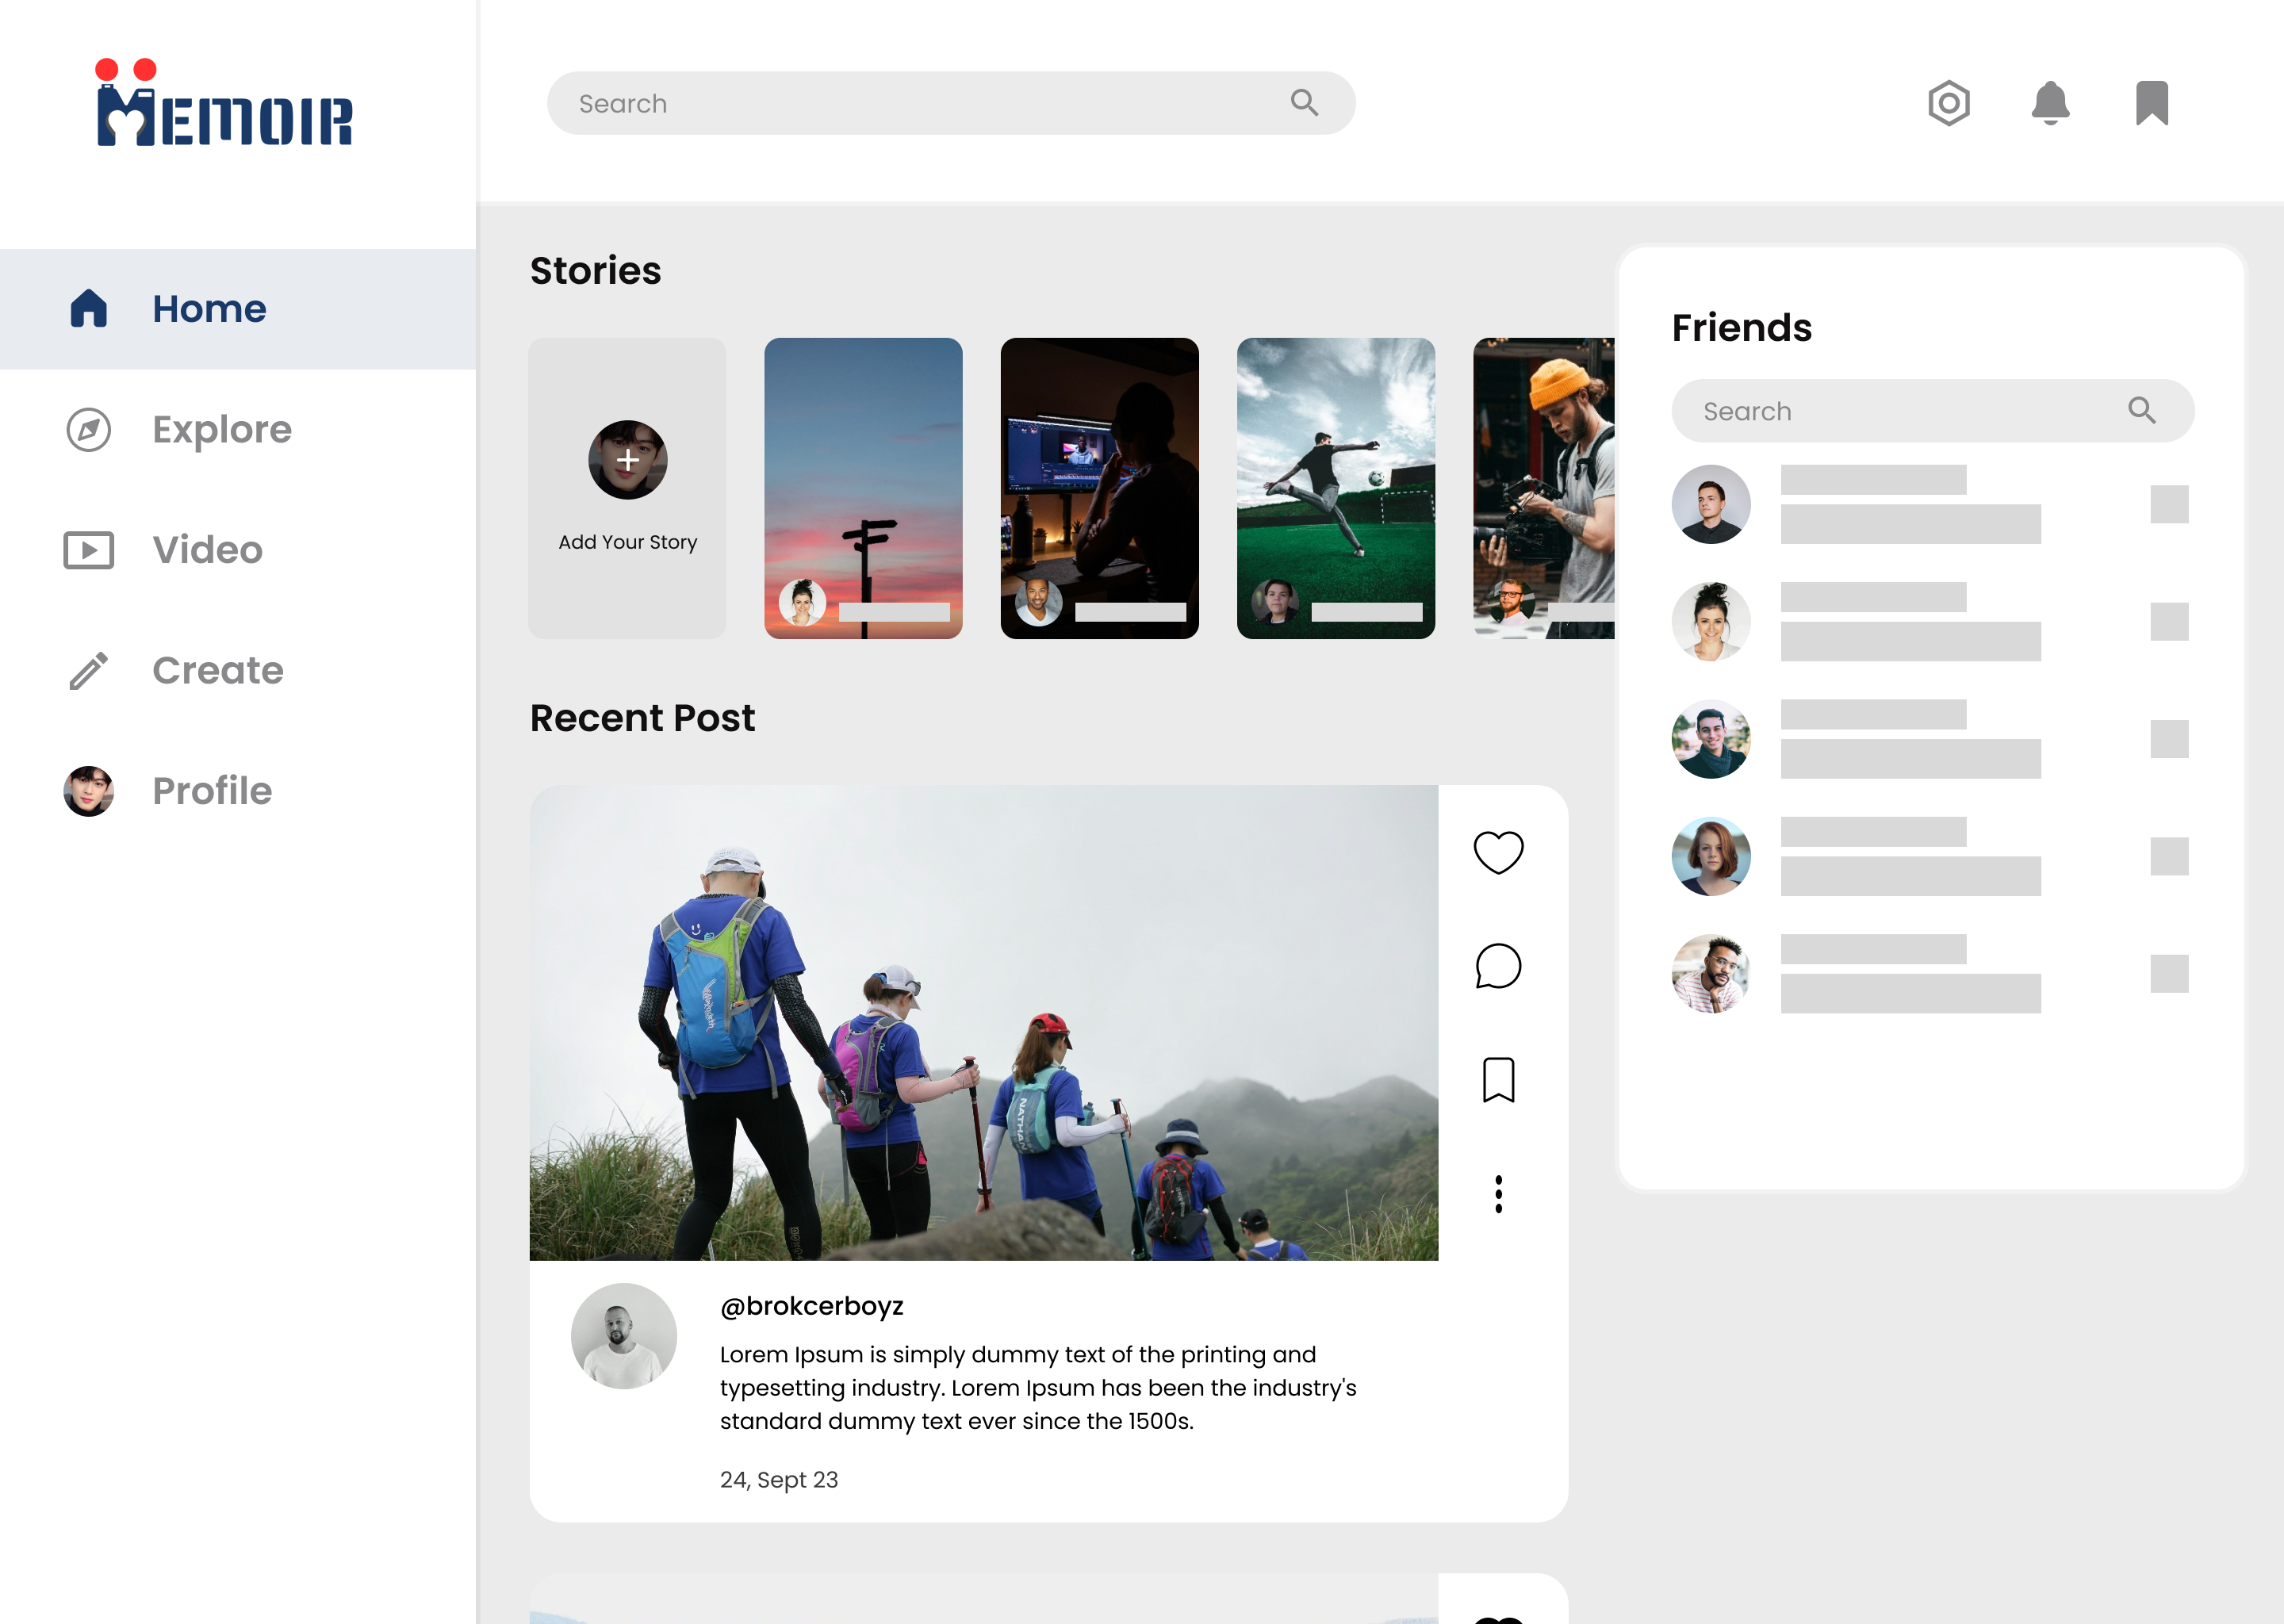 MEMOIR
Search
Home
Explore
Video
Create
Profile
Stories
Add Your Story
Friends
Search
Recent Post
NATHAN
@brokcerboyz
Lorem Ipsum is simply dummy text of the printing and
typesetting industry. Lorem Ipsum has been the industry's
standard dummy text ever since the 1500s.
24, Sept 23